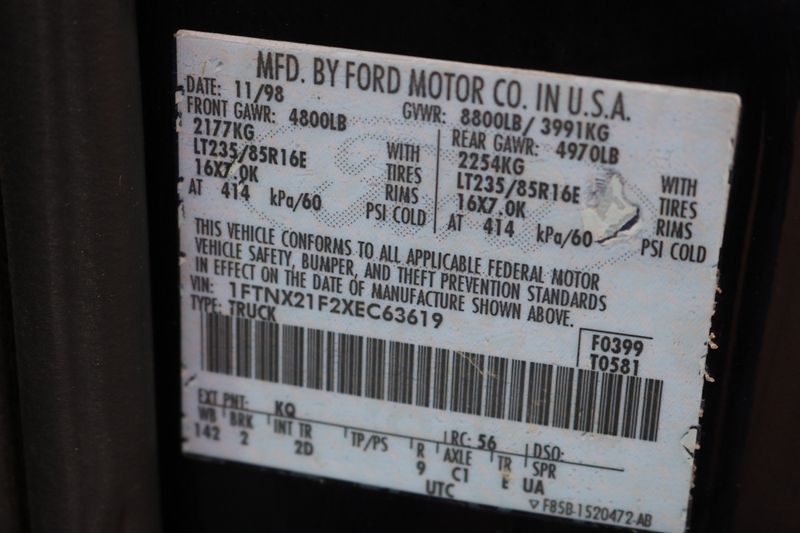 MFD. BY FORD MOTOR CO. IN U.S.A.
DATE: 11/98 GVWR: 8800LB/ 3991KG
FRONT GAWR: 4800LB REAR GAWR: 4970LB
2177KG WITH 2254KG WITH
LT235/85R16E TIRES LT235/85R16E TIRES
16X7.0K RIMS 16X7.0K RIMS
AT 414 kPa/60 PSI COLD AT 414 kPa/60 PSI COLD
THIS VEHICLE CONFORMS TO ALL APPLICABLE FEDERAL MOTOR
VEHICLE SAFETY, BUMPER, AND THEFT PREVENTION STANDARDS
IN EFFECT ON THE DATE OF MANUFACTURE SHOWN ABOVE.
VIN: 1FTNX21F2XEC63619
TYPE: TRUCK
F0399
T0581
EXT PNT: KQ RC: 56 DSO:
WB BRK INT TR TP/PS R AXLE TR SPR
142 2 2D 9 C1 E UA
UTC
▽ F85B-1520472-AB